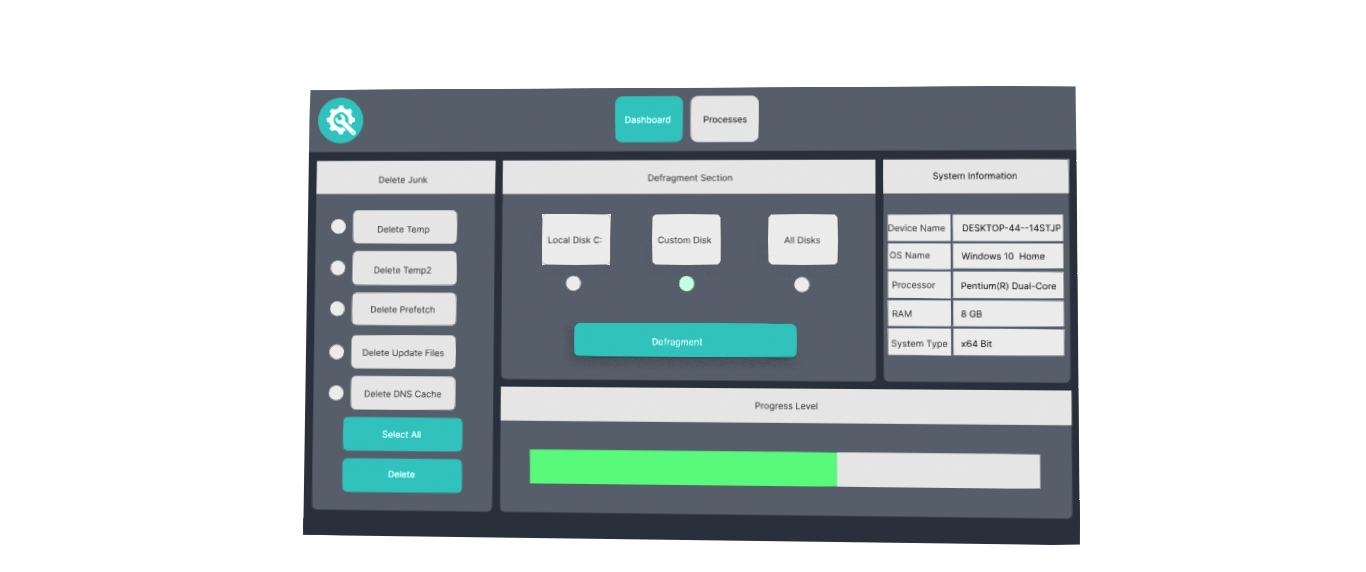 Dashboard
Processes
Delete Junk
Delete Temp
Delete Temp2
Delete Prefetch
Delete Update Files
Delete DNS Cache
Select All
Delete
Defragment Section
Local Disk C:
Custom Disk
All Disks
Defragment
System Information
Device Name DESKTOP-44--14STJP
OS Name Windows 10 Home
Processor Pentium(R) Dual-Core
RAM 8 GB
System Type x64 Bit
Progress Level